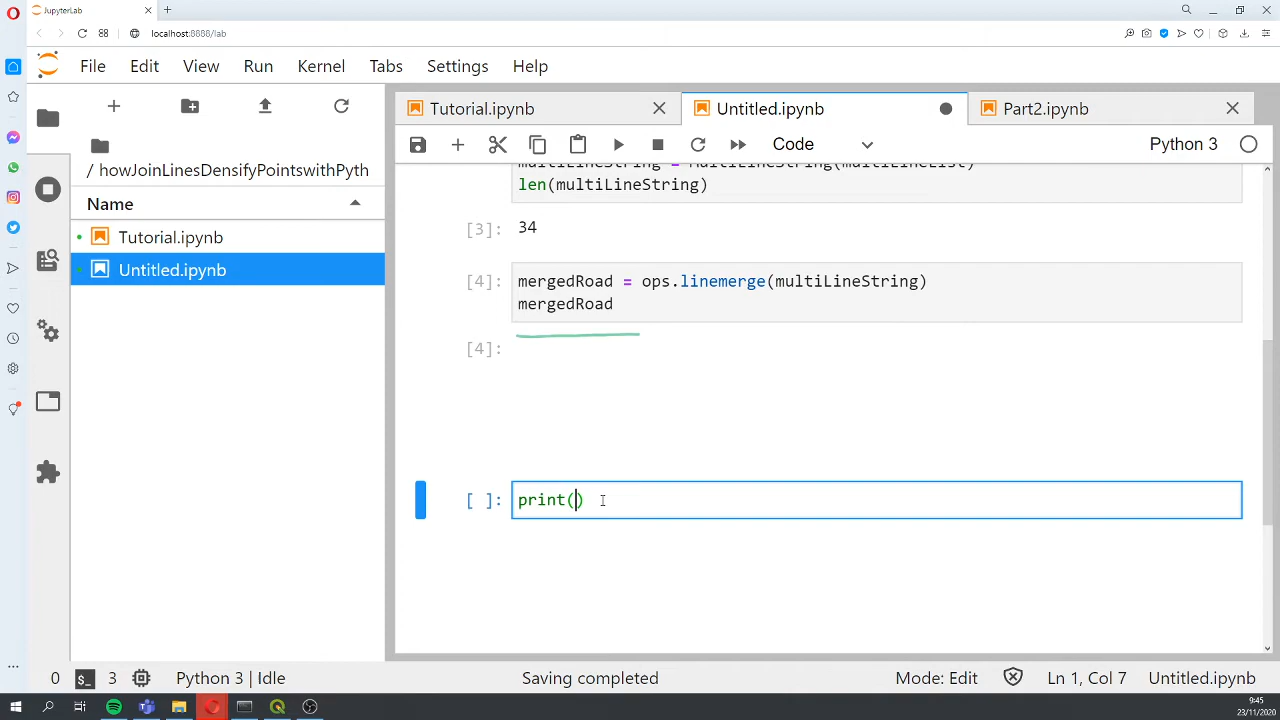 JupyterLab
localhost:8888/lab
File Edit View Run Kernel Tabs Settings Help
/ howJoinLinesDensifyPointswithPyth
Name
Tutorial.ipynb
Untitled.ipynb
Tutorial.ipynb
Untitled.ipynb
Part2.ipynb
Code
Python 3
multiLineString = MultiLineString(multiLineList)
len(multiLineString)
[3]: 34
[4]: mergedRoad = ops.linemerge(multiLineString)
mergedRoad
[4]:
[ ]: print()
0 $_ 3 Python 3 | Idle Saving completed Mode: Edit Ln 1, Col 7 Untitled.ipynb
9:45
23/11/2020